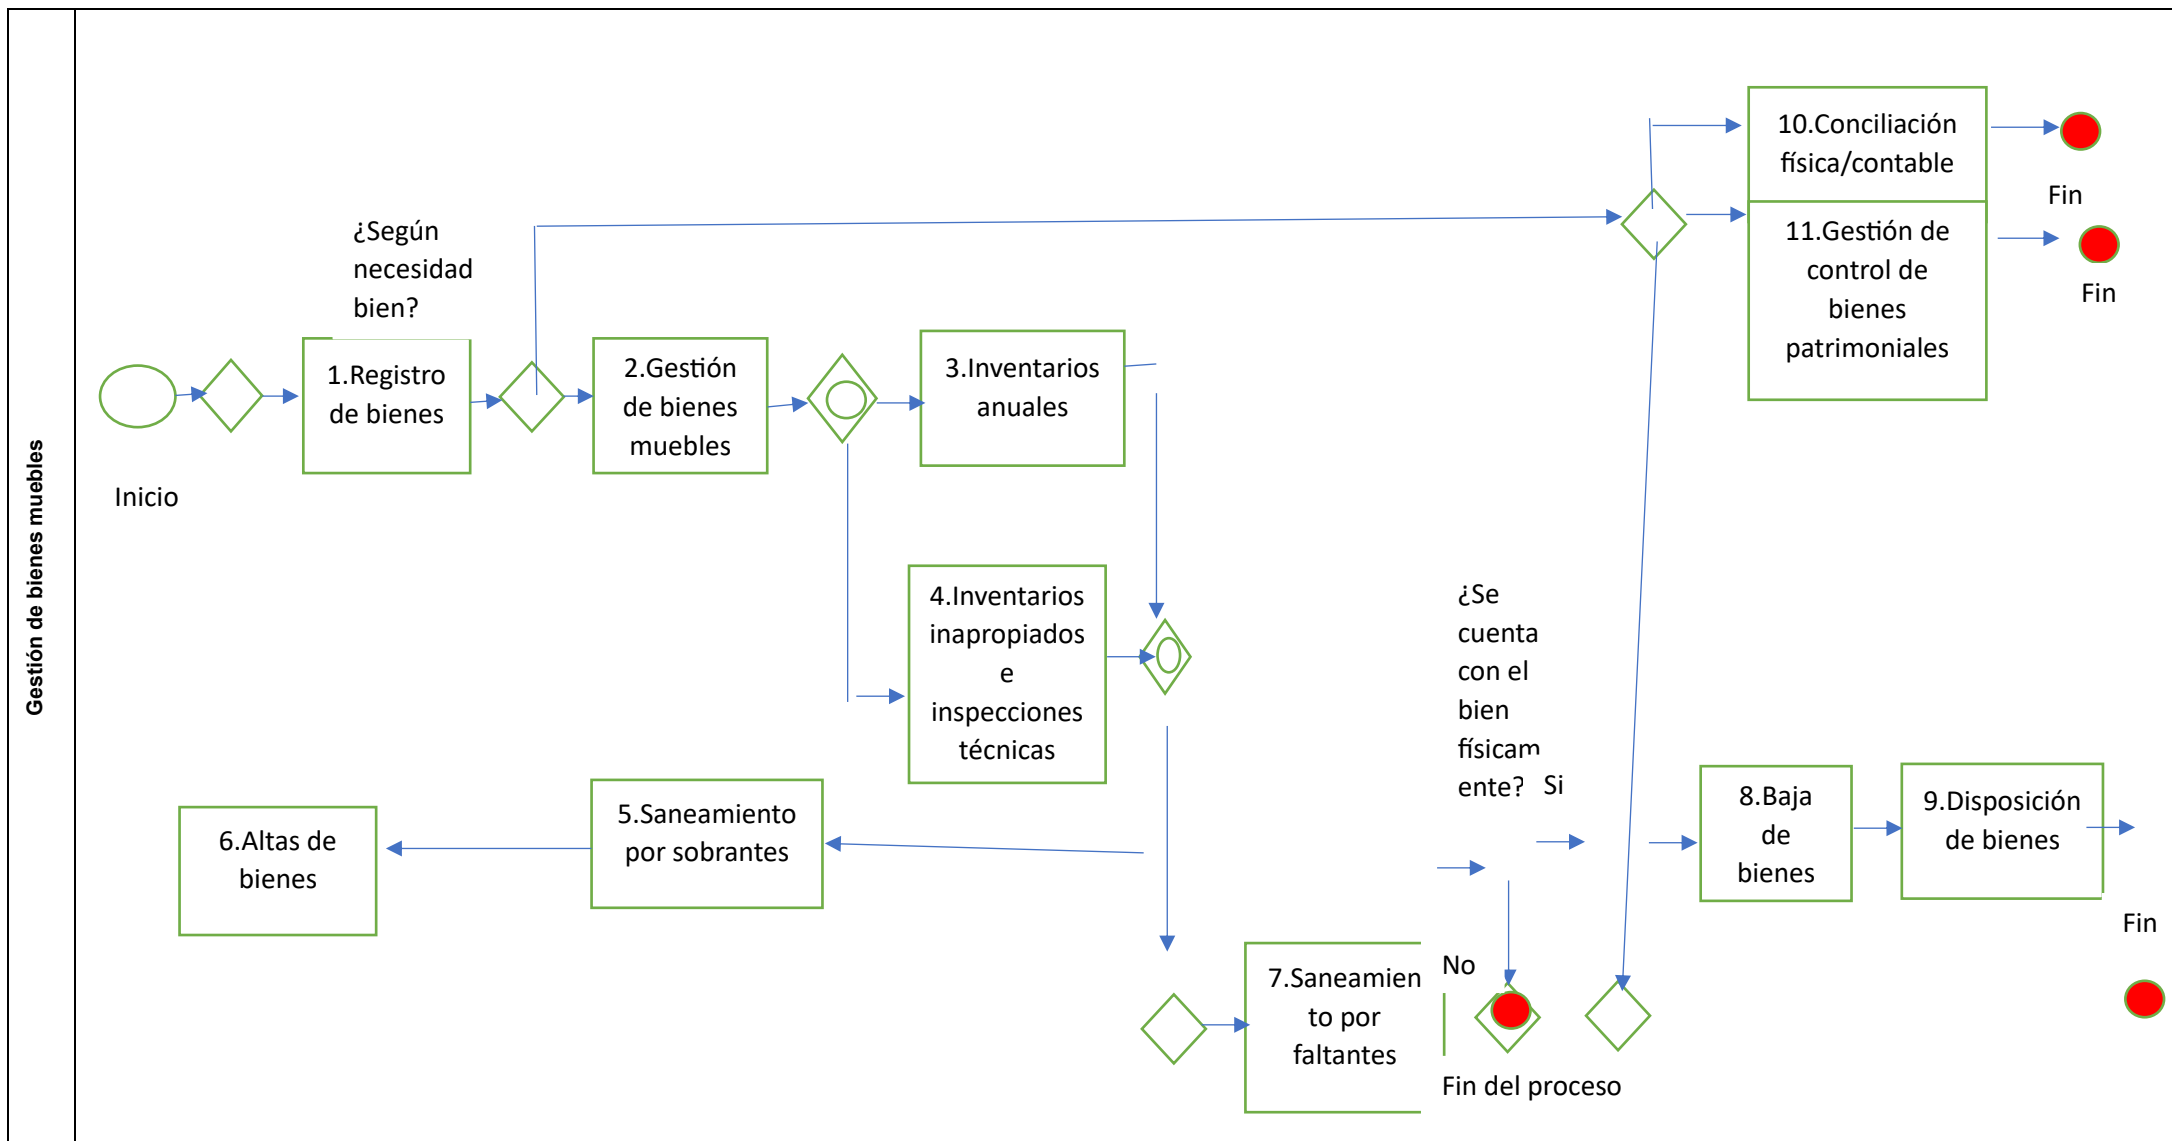 Gestión de bienes muebles
Inicio
¿Según
necesidad
bien?
1.Registro
de bienes
2.Gestión
de bienes
muebles
3.Inventarios
anuales
4.Inventarios
inapropiados
e
inspecciones
técnicas
5.Saneamiento
por sobrantes
6.Altas de
bienes
7.Saneamien
to por
faltantes
¿Se
cuenta
con el
bien
físicam
ente?
Si
No
Fin del proceso
8.Baja
de
bienes
9.Disposición
de bienes
Fin
10.Conciliación
física/contable
Fin
11.Gestión de
control de
bienes
patrimoniales
Fin